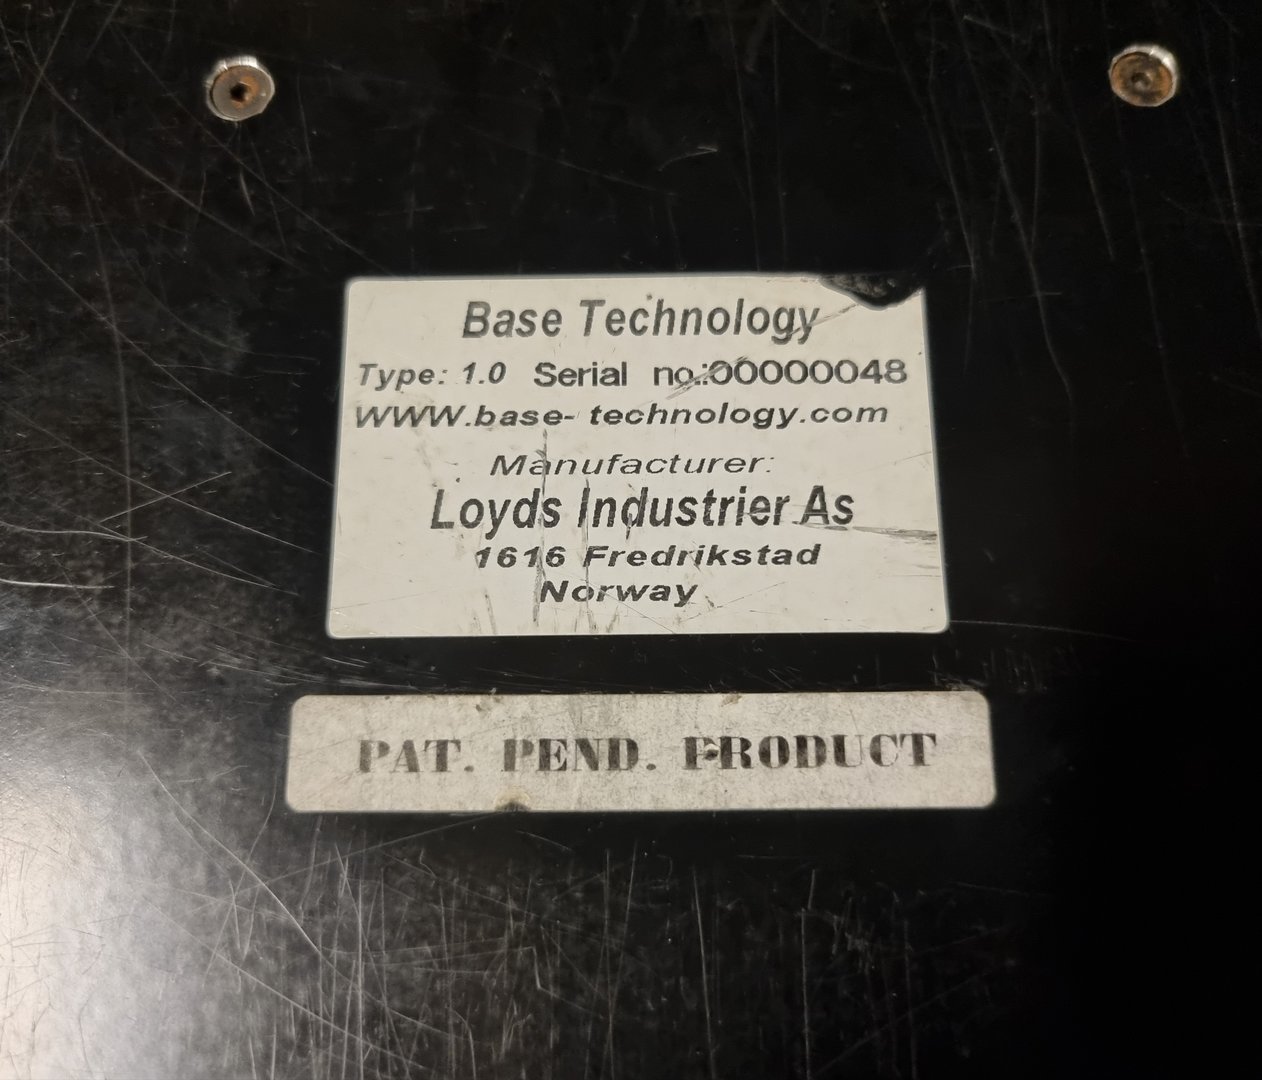 Base Technology
Type: 1.0 Serial no.:00000048
WWW.base- technology.com
Manufacturer:
Loyds Industrier As
1616 Fredrikstad
Norway
PAT. PEND. PRODUCT